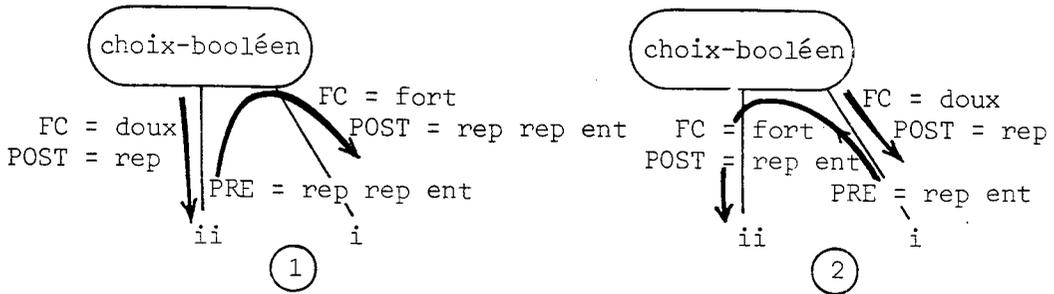 choix-booléen
FC = fort
FC = doux
POST = rep rep ent
POST = rep
PRE = rep rep ent
ii
i
1
choix-booléen
FC = doux
FC = fort
POST = rep
POST = rep ent
PRE = rep ent
ii
i
2